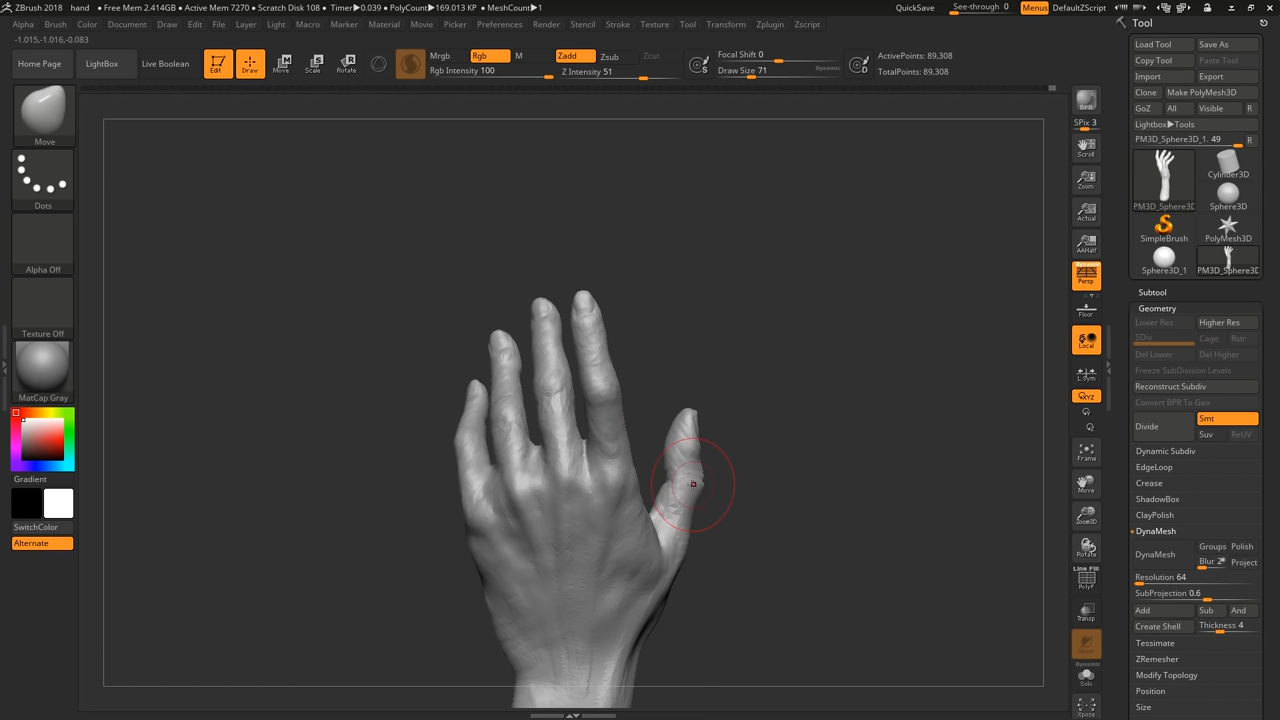 ZBrush 2018 hand ● Free Mem 2.414GB ● Active Mem 7270 ● Scratch Disk 108 ● Timer▶0.039 ● PolyCount▶169.013 KP ● MeshCount▶1 QuickSave See-through 0 Menus DefaultZScript
Alpha Brush Color Document Draw Edit File Layer Light Macro Marker Material Movie Picker Preferences Render Stencil Stroke Texture Tool Transform Zplugin Zscript
-1.015,-1.016,-0.083
Home Page LightBox Live Boolean Edit Draw Move Scale Rotate
Mrgb Rgb M Zadd Zsub Zcut
Rgb Intensity 100 Z Intensity 51
S Focal Shift 0
Draw Size 71 Dynamic
D ActivePoints: 89,308
TotalPoints: 89,308
Move
Dots
Alpha Off
Texture Off
MatCap Gray
Gradient
SwitchColor
Alternate
BPR
SPix 3
Scroll
Zoom
Actual
AAHalf
Dynamic
Persp
Floor
Local
L.Sym
XYZ
Frame
Move
Zoom3D
Rotate
Line Fill
PolyF
Transp
Ghost
Dynamic
Solo
Xpose
Tool
Load Tool Save As
Copy Tool Paste Tool
Import Export
Clone Make PolyMesh3D
GoZ All Visible R
Lightbox▶Tools
PM3D_Sphere3D_1. 49 R
PM3D_Sphere3D Cylinder3D
Sphere3D
SimpleBrush PolyMesh3D
Sphere3D_1 PM3D_Sphere3D
Subtool
Geometry
Lower Res Higher Res
SDiv Cage Rstr
Del Lower Del Higher
Freeze SubDivision Levels
Reconstruct Subdiv
Convert BPR To Geo
Divide Smt
Suv ReUV
Dynamic Subdiv
EdgeLoop
Crease
ShadowBox
ClayPolish
DynaMesh
DynaMesh Groups Polish
Blur 2 Project
Resolution 64
SubProjection 0.6
Add Sub And
Create Shell Thickness 4
Tessimate
ZRemesher
Modify Topology
Position
Size